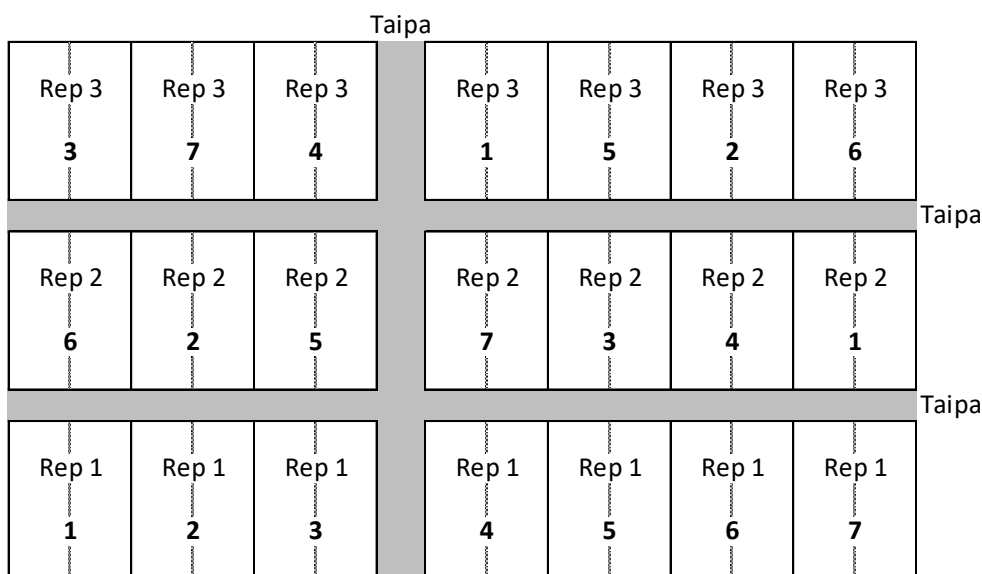 Taipa
Rep 3 Rep 3 Rep 3 Rep 3 Rep 3 Rep 3 Rep 3
3 7 4 1 5 2 6
Taipa
Rep 2 Rep 2 Rep 2 Rep 2 Rep 2 Rep 2 Rep 2
6 2 5 7 3 4 1
Taipa
Rep 1 Rep 1 Rep 1 Rep 1 Rep 1 Rep 1 Rep 1
1 2 3 4 5 6 7